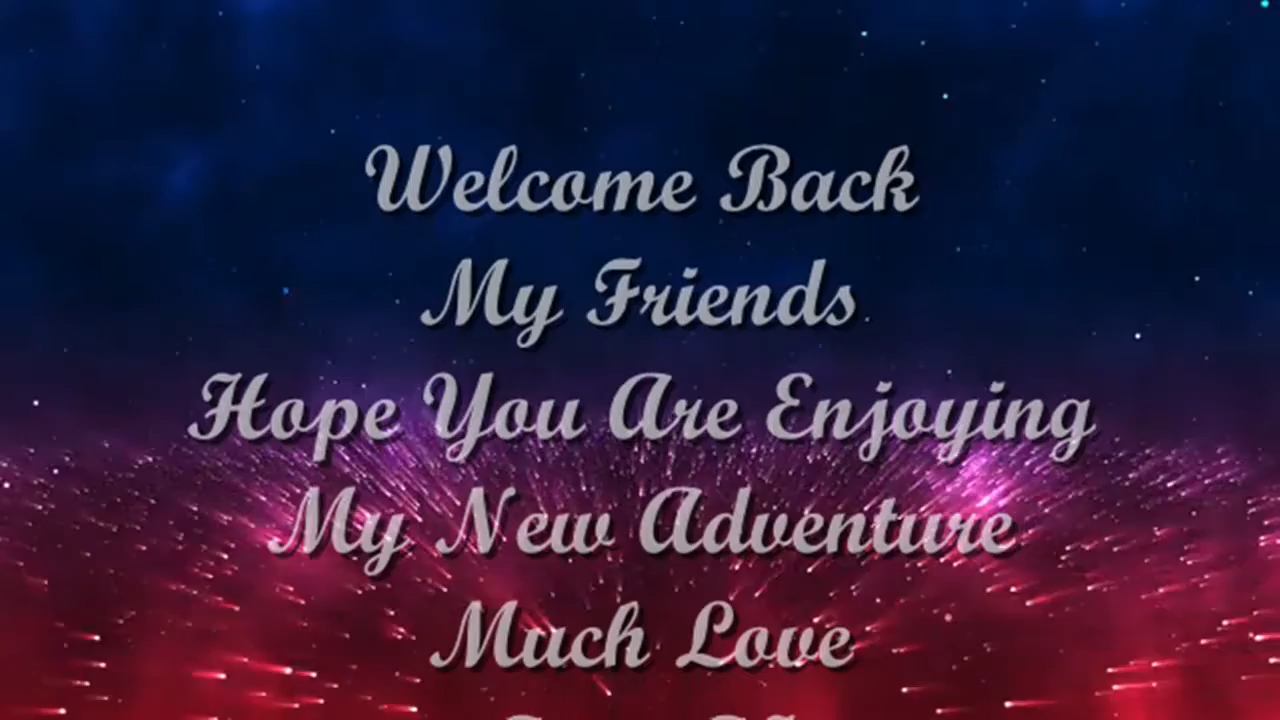 Welcome Back
My Friends
Hope You Are Enjoying
My New Adventure
Much Love